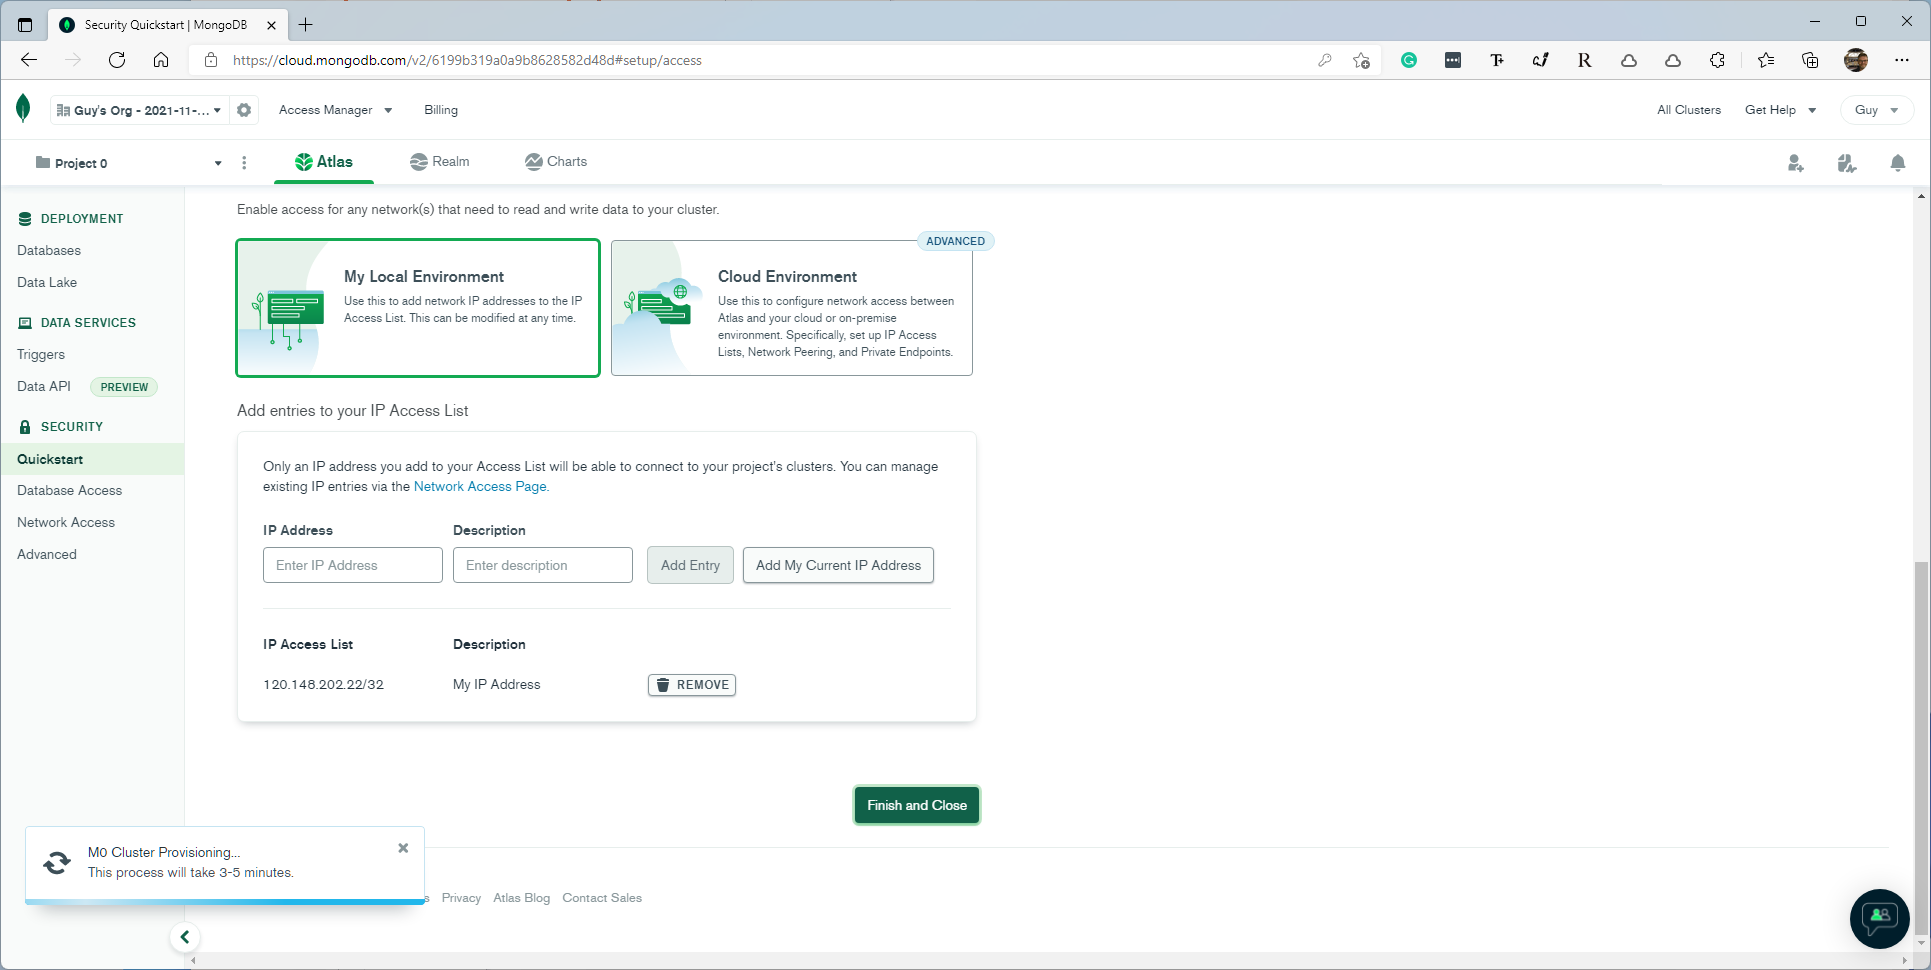 Security Quickstart | MongoDB
https://cloud.mongodb.com/v2/6199b319a0a9b8628582d48d#setup/access
Guy's Org - 2021-11-...
Access Manager
Billing
All Clusters
Get Help
Guy
Project 0
Atlas
Realm
Charts
DEPLOYMENT
Databases
Data Lake
DATA SERVICES
Triggers
Data API PREVIEW
SECURITY
Quickstart
Database Access
Network Access
Advanced
Enable access for any network(s) that need to read and write data to your cluster.
My Local Environment
Use this to add network IP addresses to the IP
Access List. This can be modified at any time.
ADVANCED
Cloud Environment
Use this to configure network access between
Atlas and your cloud or on-premise
environment. Specifically, set up IP Access
Lists, Network Peering, and Private Endpoints.
Add entries to your IP Access List
Only an IP address you add to your Access List will be able to connect to your project's clusters. You can manage
existing IP entries via the Network Access Page.
IP Address Description
Enter IP Address Enter description Add Entry Add My Current IP Address
IP Access List Description
120.148.202.22/32 My IP Address REMOVE
Finish and Close
M0 Cluster Provisioning...
This process will take 3-5 minutes.
s Privacy Atlas Blog Contact Sales